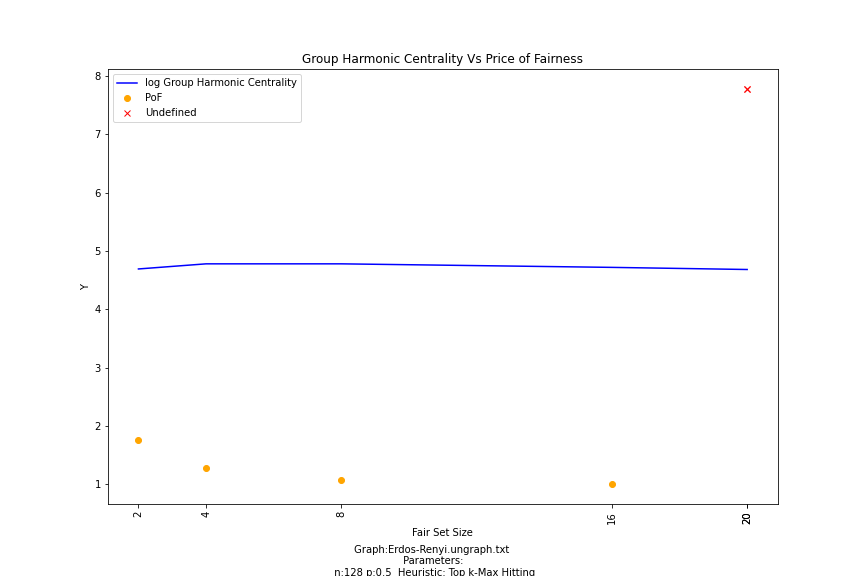 Group Harmonic Centrality Vs Price of Fairness
log Group Harmonic Centrality
PoF
Undefined
8
7
6
5
4
3
2
1
Y
2
4
8
16
20
Fair Set Size
Graph:Erdos-Renyi.ungraph.txt
Parameters:
n:128 p:0.5 Heuristic: Top k-Max Hitting